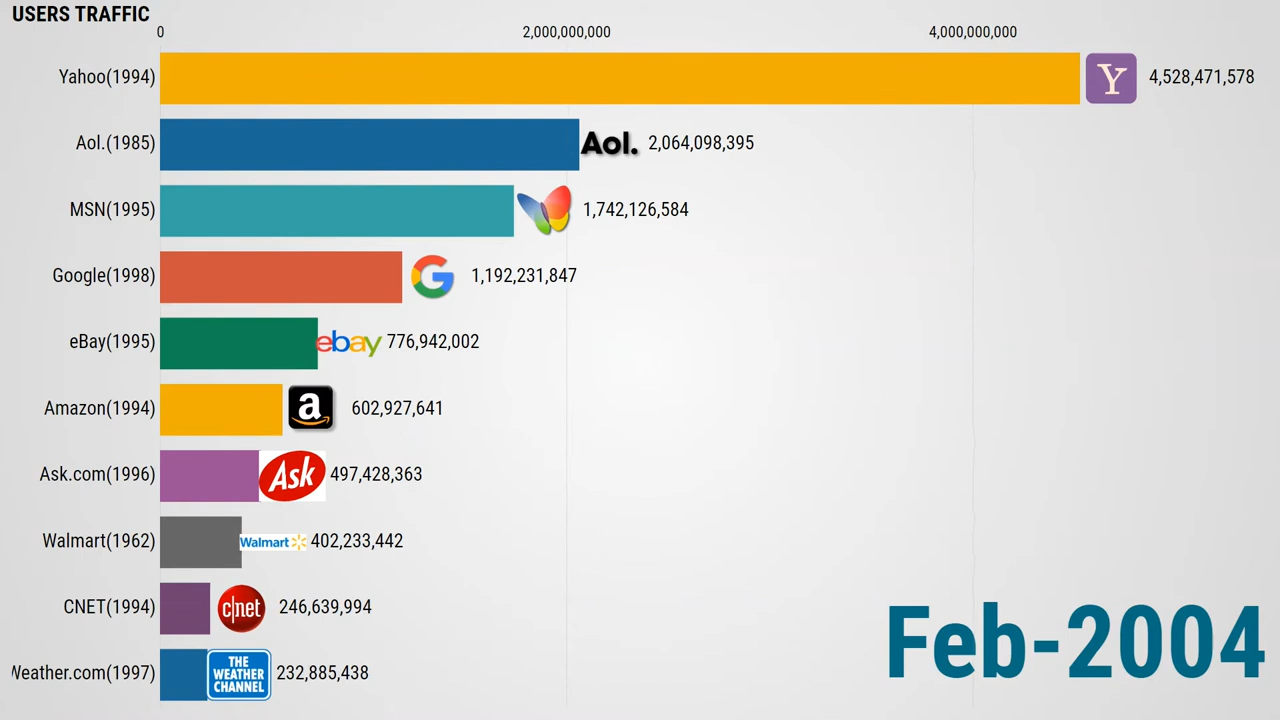 USERS TRAFFIC
0 2,000,000,000 4,000,000,000
Yahoo(1994) Y 4,528,471,578
Aol.(1985) Aol. 2,064,098,395
MSN(1995) 1,742,126,584
Google(1998) G 1,192,231,847
eBay(1995) ebay 776,942,002
Amazon(1994) a 602,927,641
Ask.com(1996) Ask 497,428,363
Walmart(1962) Walmart 402,233,442
CNET(1994) c|net 246,639,994
Weather.com(1997) THE WEATHER CHANNEL 232,885,438
Feb-2004